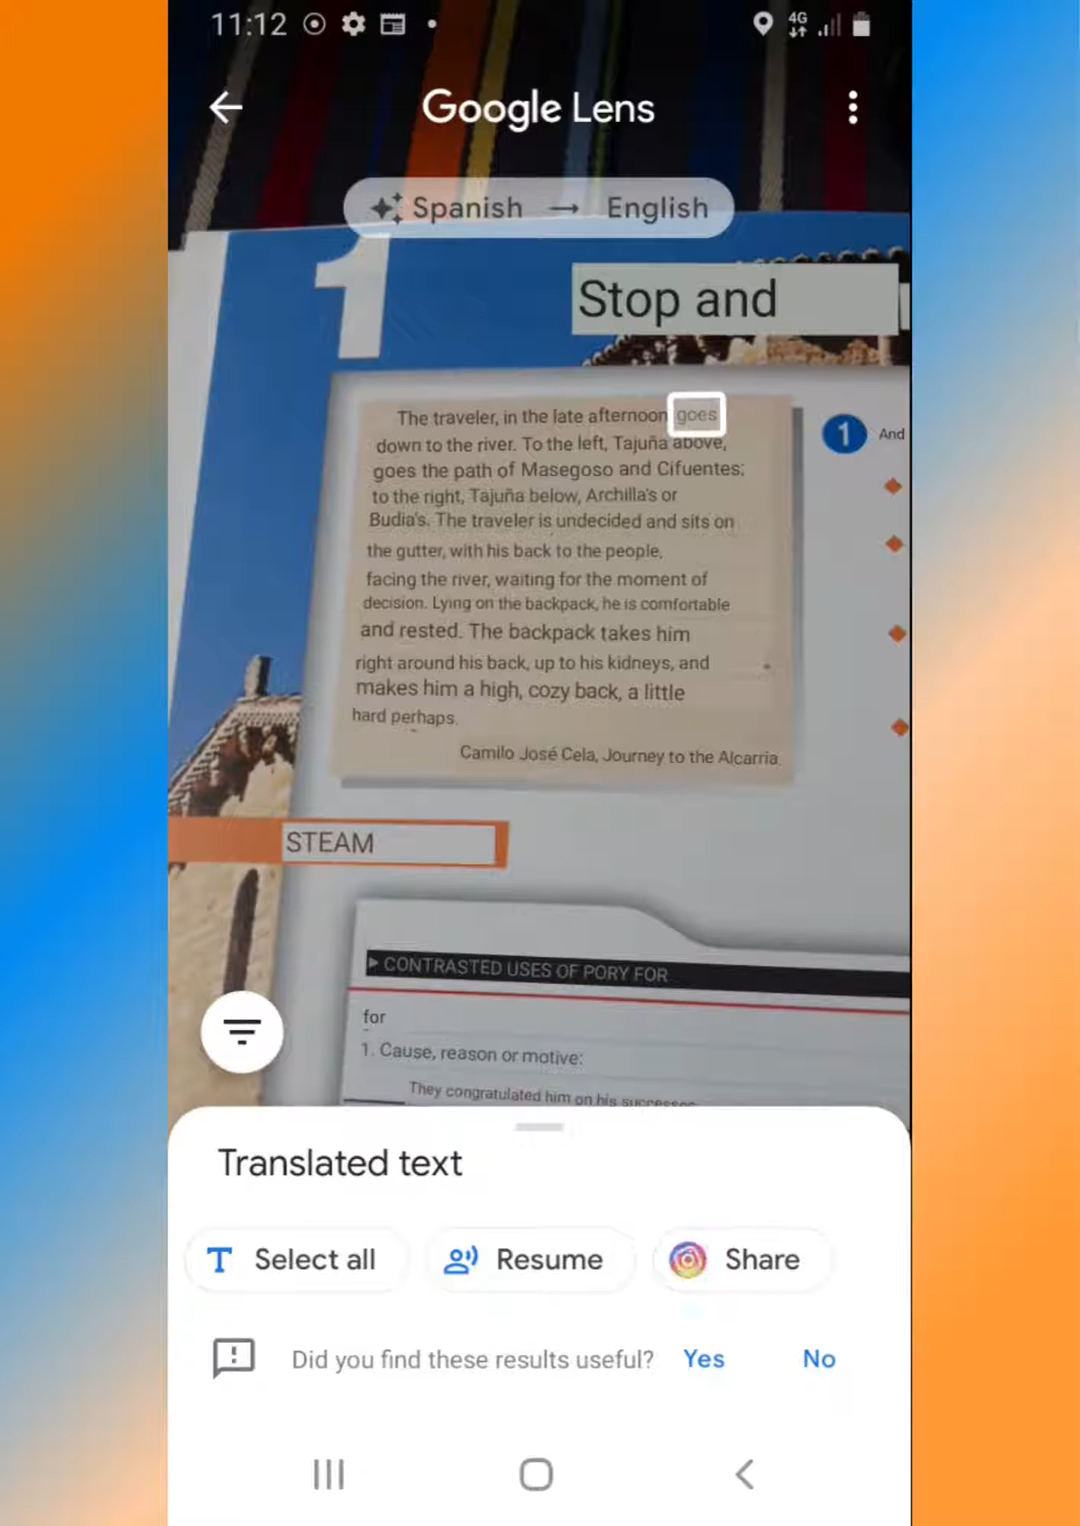 11:12
4G
Google Lens
Spanish → English
1
Stop and
The traveler, in the late afternoon goes
down to the river. To the left, Tajuña above,
goes the path of Masegoso and Cifuentes;
to the right, Tajuña below, Archilla's or
Budia's. The traveler is undecided and sits on
the gutter, with his back to the people,
facing the river, waiting for the moment of
decision. Lying on the backpack, he is comfortable
and rested. The backpack takes him
right around his back, up to his kidneys, and
makes him a high, cozy back, a little
hard perhaps.
Camilo José Cela, Journey to the Alcarria.
1 And
STEAM
CONTRASTED USES OF PORY FOR
for
1. Cause, reason or motive:
They congratulated him on his successes
Translated text
Select all
Resume
Share
Did you find these results useful? Yes No